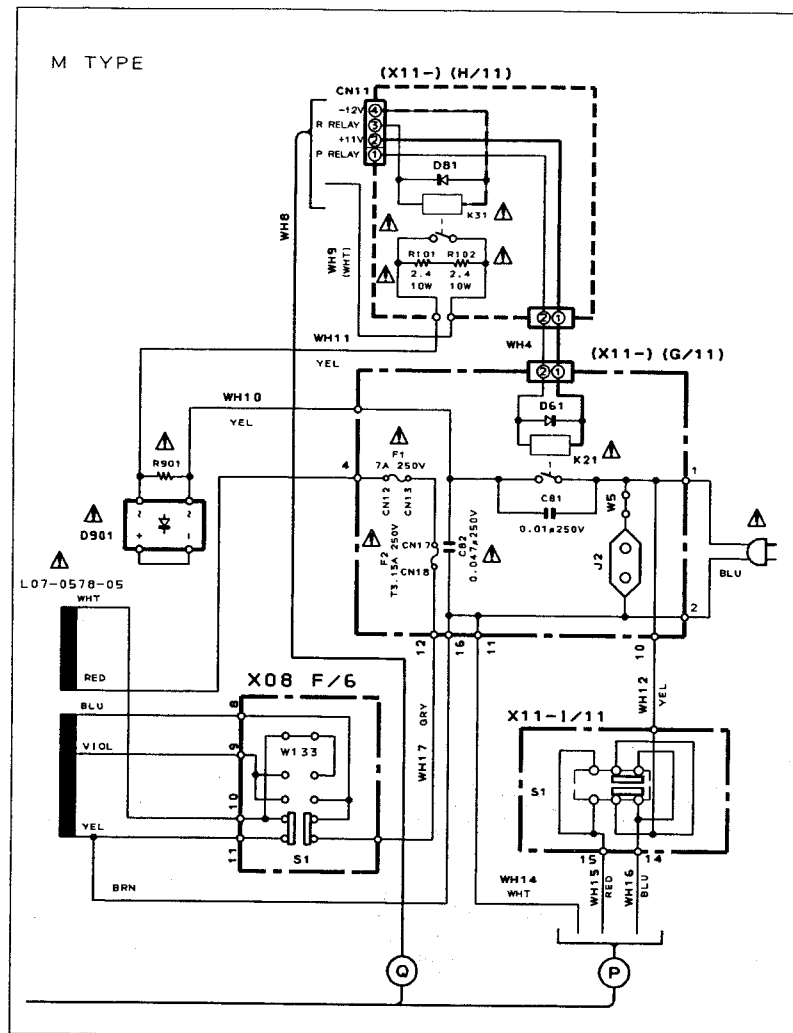 M TYPE
(X11-) (H/11)
CN11
-12V 4
R RELAY 3
+11V 2
P RELAY 1
D81
K31
R101 R102
2.4 2.4
10W 10W
WH8
WH9
(WHT)
2 1
WH11
YEL
WH4
(X11-) (G/11)
2 1
WH10
YEL
D61
R901
F1
7A 250V
K21
4
1
CN12
CN13
C81
0.01µ250V
W5
D901
~ ~
+ -
F2
T3.15A 250V
CN17
CN18
C82
0.047µ250V
J2
BLU
L07-0578-05
WHT
2
12
16
11
10
RED
X08 F/6
WH12
YEL
BLU
8
GRY
WH17
X11-I/11
VIOL
9
W133
10
S1
YEL
11
S1
15
14
BRN
WH14
WHT
WH15
RED
WH16
BLU
Q
P